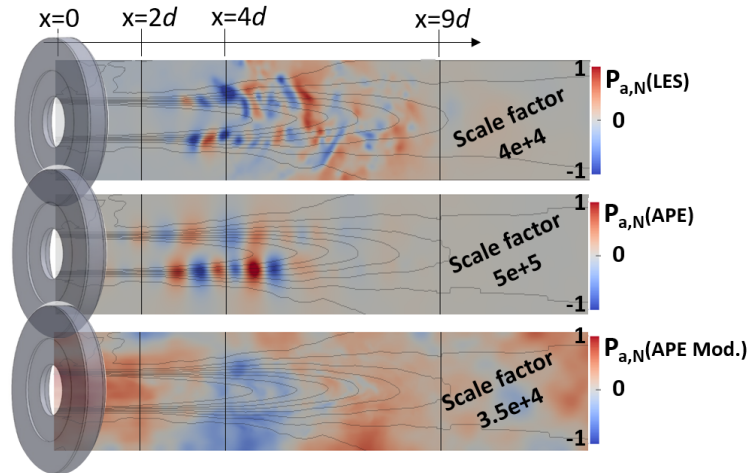 x=0 x=2d x=4d x=9d
1 Pa,N(LES)
0
Scale factor
4e+4
-1
1 Pa,N(APE)
0
Scale factor
5e+5
-1
1 Pa,N(APE Mod.)
0
Scale factor
3.5e+4
-1